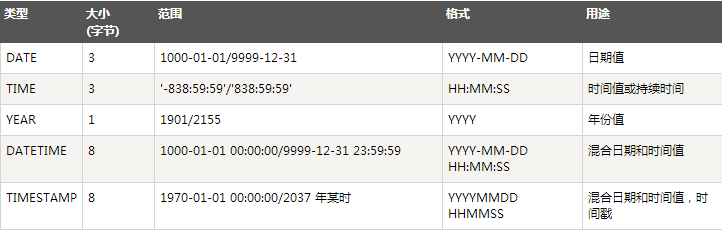 类型 大小 范围 格式 用途
(字节)
DATE 3 1000-01-01/9999-12-31 YYYY-MM-DD 日期值
TIME 3 '-838:59:59'/'838:59:59' HH:MM:SS 时间值或持续时间
YEAR 1 1901/2155 YYYY 年份值
DATETIME 8 1000-01-01 00:00:00/9999-12-31 23:59:59 YYYY-MM-DD 混合日期和时间值
HH:MM:SS
TIMESTAMP 8 1970-01-01 00:00:00/2037 年某时 YYYYMMDD 混合日期和时间值，时
HHMMSS 间戳